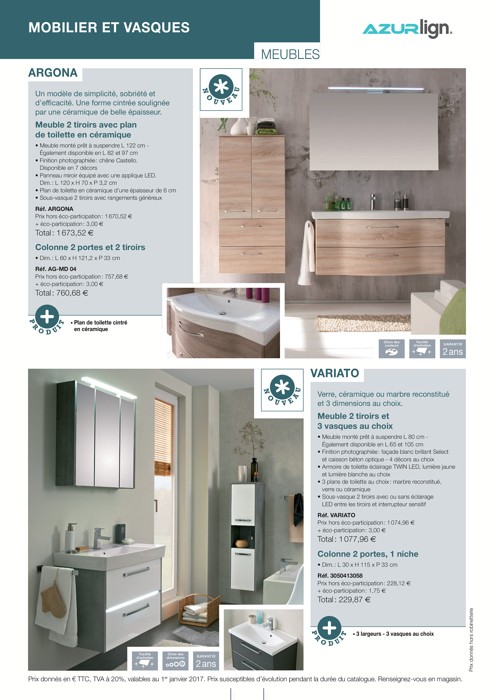 MOBILIER ET VASQUES
AZURlign.
MEUBLES
ARGONA
Un modèle de simplicité, sobriété et
d'efficacité. Une forme cintrée soulignée
par une céramique de belle épaisseur.
Meuble 2 tiroirs avec plan
de toilette en céramique
• Meuble monté prêt à suspendre L 122 cm -
Également disponible en L 82 et 97 cm
• Finition photographiée : chêne Castello.
Disponible en 7 décors
• Panneau miroir équipé avec une applique LED.
Dim. : L 120 x H 70 x P 3,2 cm
• Plan de toilette en céramique d'une épaisseur de 6 cm
• Sous-vasque 2 tiroirs avec rangements généreux
Réf. ARGONA
Prix hors éco-participation : 1 670,52 €
+ éco-participation : 3,00 €
Total : 1 673,52 €
Colonne 2 portes et 2 tiroirs
• Dim. : L 60 x H 121,2 x P 33 cm
Réf. AG-MD 04
Prix hors éco-participation : 757,68 €
+ éco-participation : 3,00 €
Total : 760,68 €
NOUVEAU
PRODUIT
• Plan de toilette cintré
en céramique
GARANTIE
2 ans
NOUVEAU
VARIATO
Verre, céramique ou marbre reconstitué
et 3 dimensions au choix.
Meuble 2 tiroirs et
3 vasques au choix
• Meuble monté prêt à suspendre L 80 cm -
Également disponible en L 65 et 105 cm
• Finition photographiée : façade blanc brillant Select
et caisson béton optique - 4 décors au choix
• Armoire de toilette éclairage TWIN LED, lumière jaune
et lumière blanche au choix
• 3 plans de toilette au choix : marbre reconstitué,
verre ou céramique
• Sous-vasque 2 tiroirs avec ou sans éclairage
LED entre les tiroirs et interrupteur sensitif
Réf. VARIATO
Prix hors éco-participation : 1 074,96 €
+ éco-participation : 3,00 €
Total : 1 077,96 €
Colonne 2 portes, 1 niche
• Dim. : L 30 x H 115 x P 33 cm
Réf. 3050413058
Prix hors éco-participation : 228,12 €
+ éco-participation : 1,75 €
Total : 229,87 €
PRODUIT
• 3 largeurs - 3 vasques au choix
GARANTIE
2 ans
Prix donnés hors robinetterie
Prix donnés en € TTC, TVA à 20%, valables au 1er janvier 2017. Prix susceptibles d'évolution pendant la durée du catalogue. Renseignez-vous en magasin.